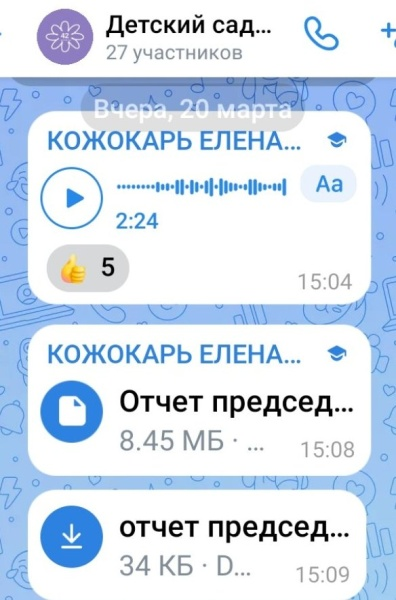 Детский сад...
27 участников
Вчера, 20 марта
КОЖОКАРЬ ЕЛЕНА...
Aa
2:24
5
15:04
КОЖОКАРЬ ЕЛЕНА...
Отчет председ...
8.45 МБ · ...
15:08
отчет председ...
34 КБ · D...
15:09